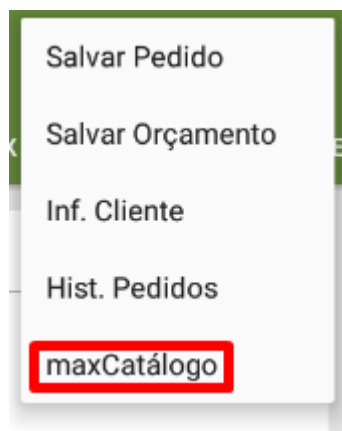 Salvar Pedido
Salvar Orçamento
Inf. Cliente
Hist. Pedidos
maxCatálogo